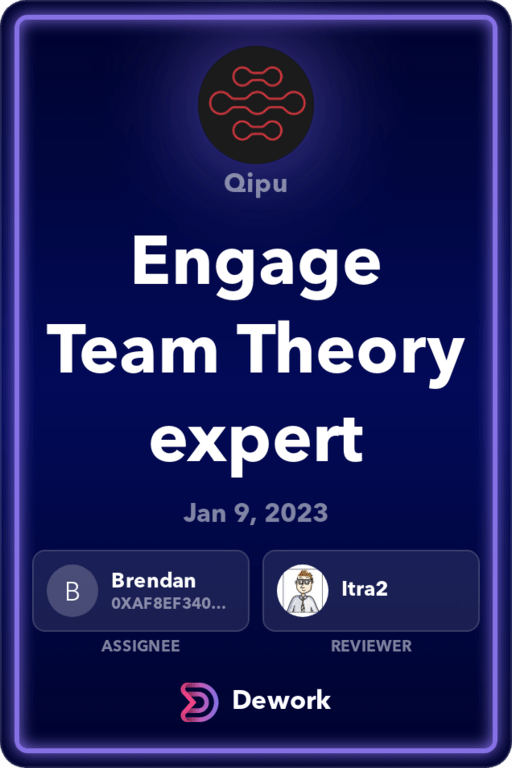 Qipu
Engage
Team Theory
expert
Jan 9, 2023
B
Brendan
0XAF8EF340...
Itra2
ASSIGNEE
REVIEWER
Dework